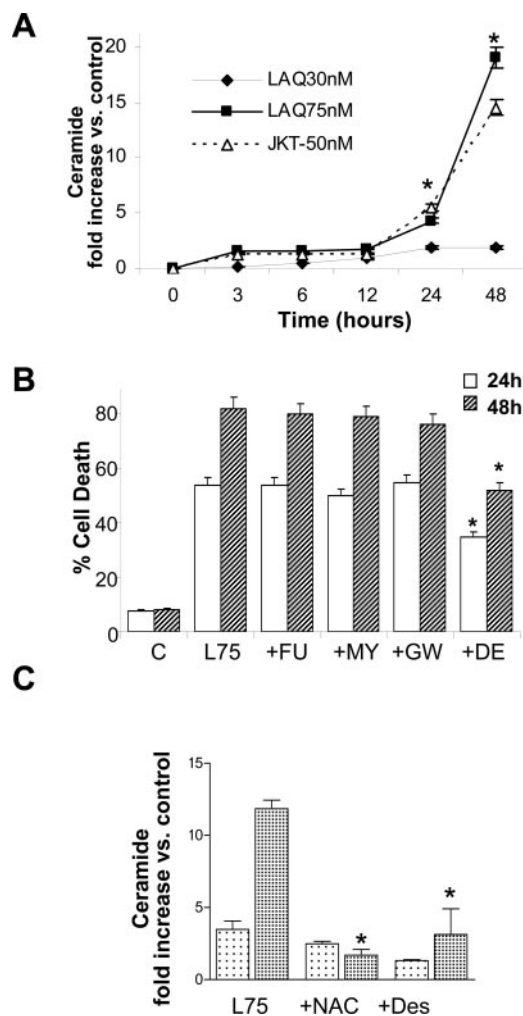 A
Ceramide
fold increase vs. control
20
15
10
5
0
LAQ30nM
LAQ75nM
JKT-50nM
*
*
0 3 6 12 24 48
Time (hours)
B
% Cell Death
80
60
40
20
0
24h
48h
*
*
C L75 +FU +MY +GW +DE
C
Ceramide
fold increase vs. control
15
10
5
0
*
*
L75 +NAC +Des